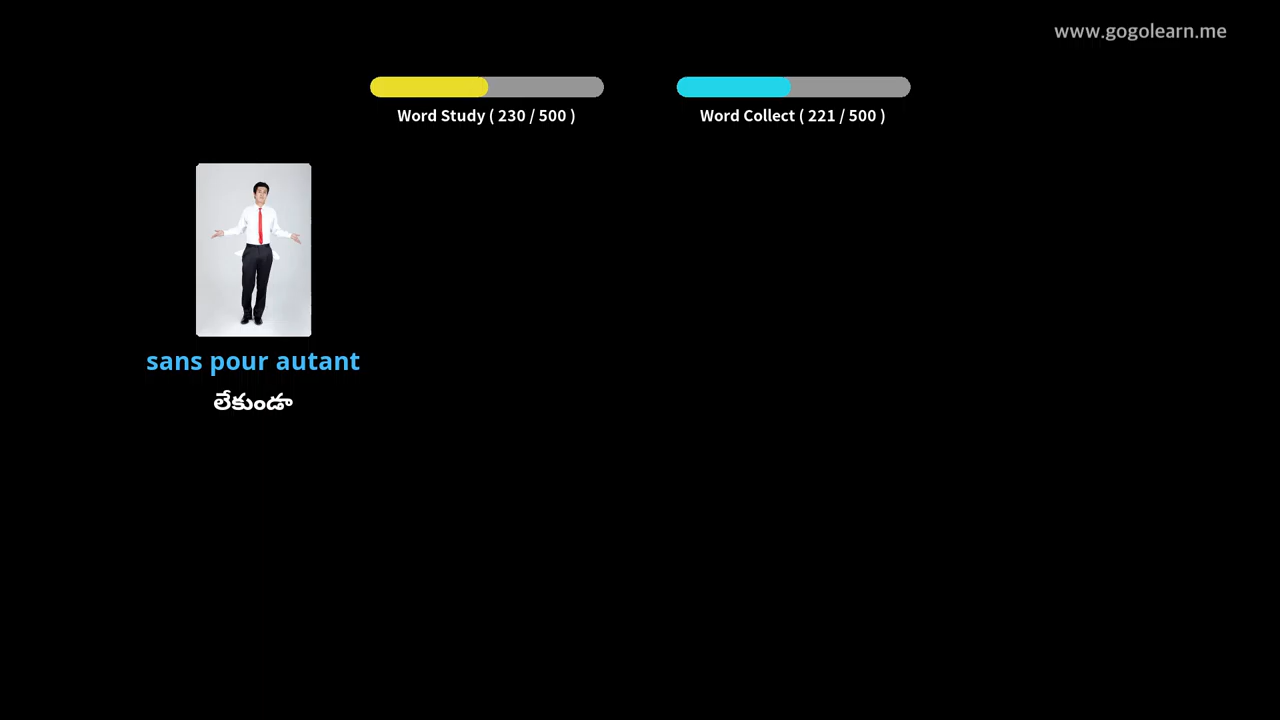 www.gogolearn.me
Word Study ( 230 / 500 )
Word Collect ( 221 / 500 )
sans pour autant
లేకుండా